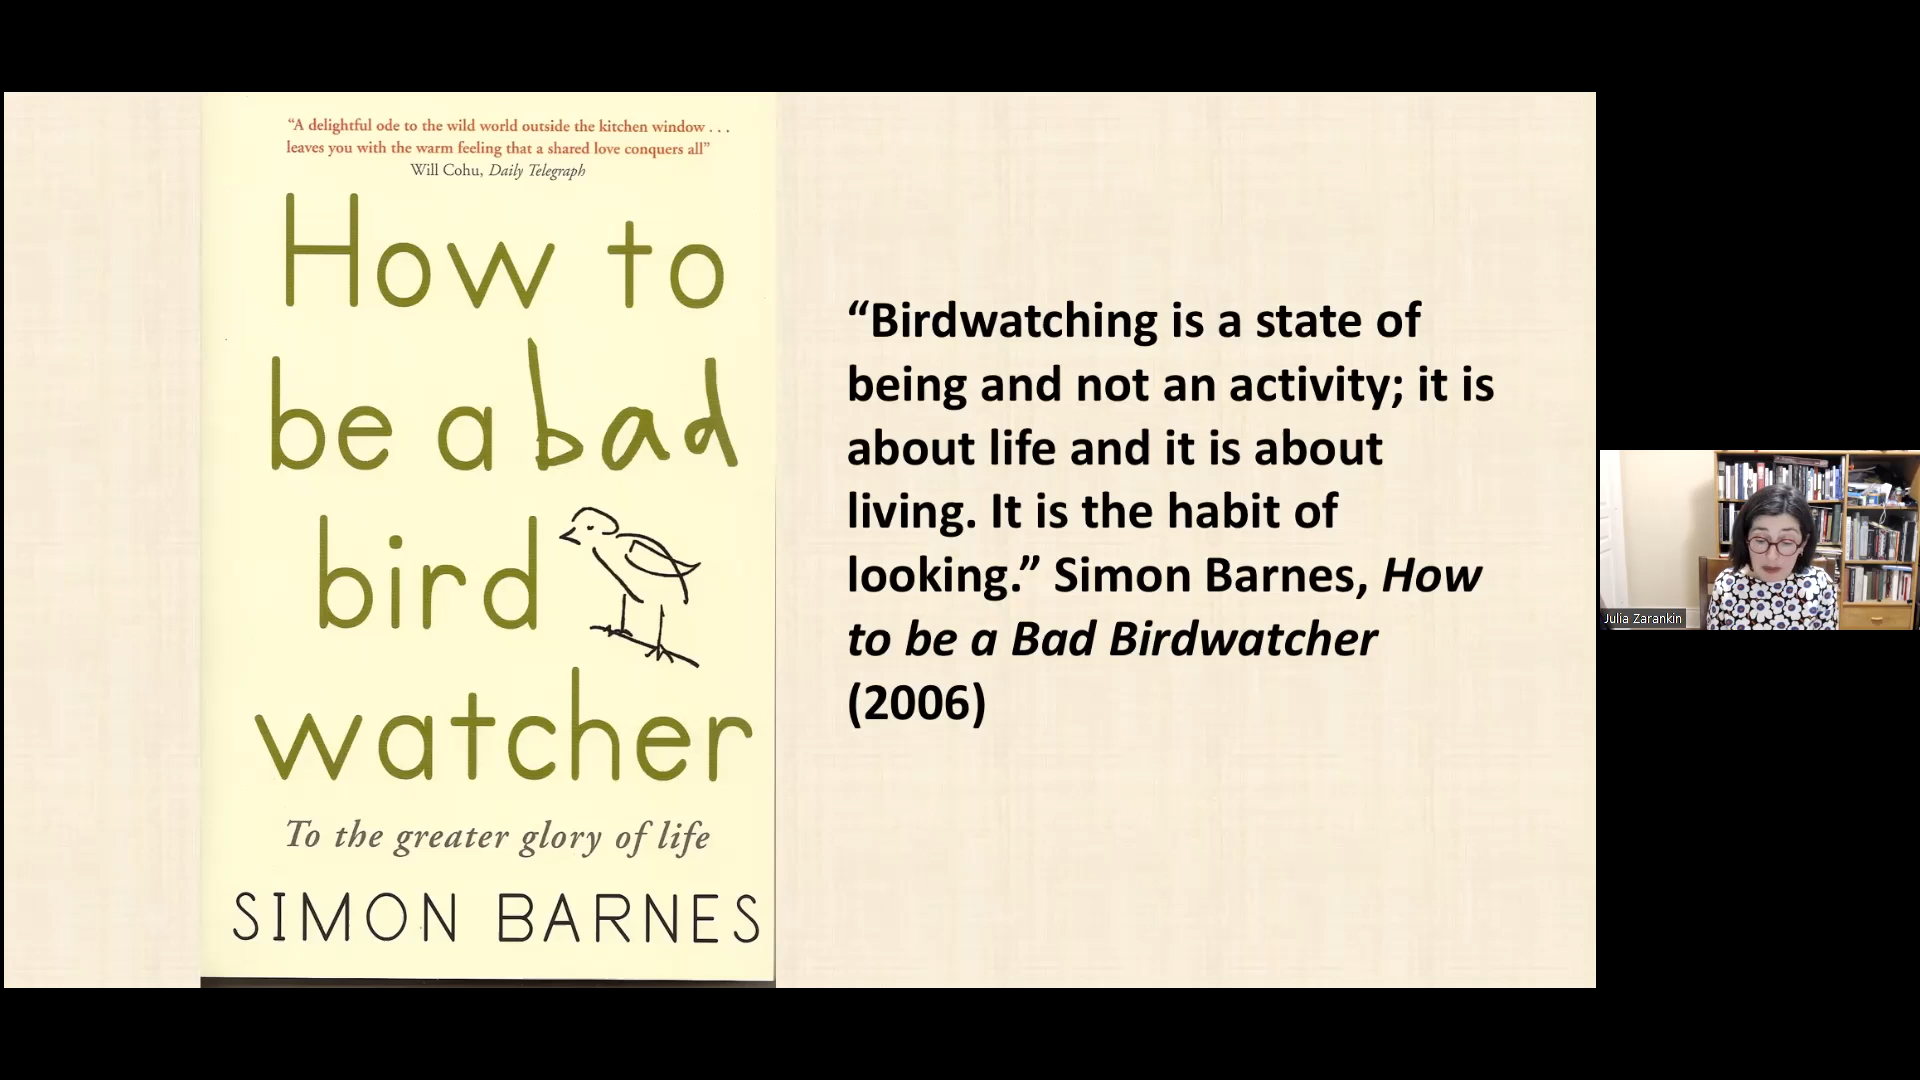 “A delightful ode to the wild world outside the kitchen window . . .
leaves you with the warm feeling that a shared love conquers all”
Will Cohu, Daily Telegraph
How to
be a bad
bird
watcher
To the greater glory of life
SIMON BARNES
“Birdwatching is a state of
being and not an activity; it is
about life and it is about
living. It is the habit of
looking.” Simon Barnes, How
to be a Bad Birdwatcher
(2006)
Julia Zarankin